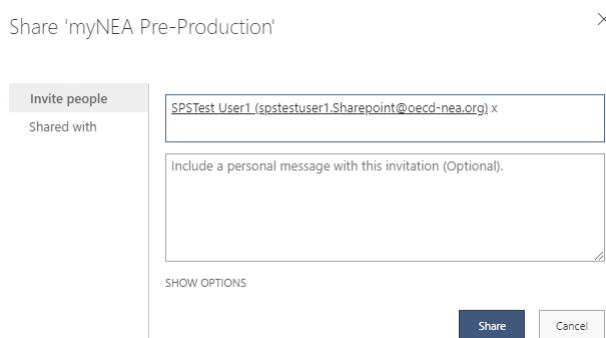 Share 'myNEA Pre-Production'
Invite people
Shared with
SPSTest User1 (spstestuser1.Sharepoint@oecd-nea.org) x
Include a personal message with this invitation (Optional).
SHOW OPTIONS
Share
Cancel